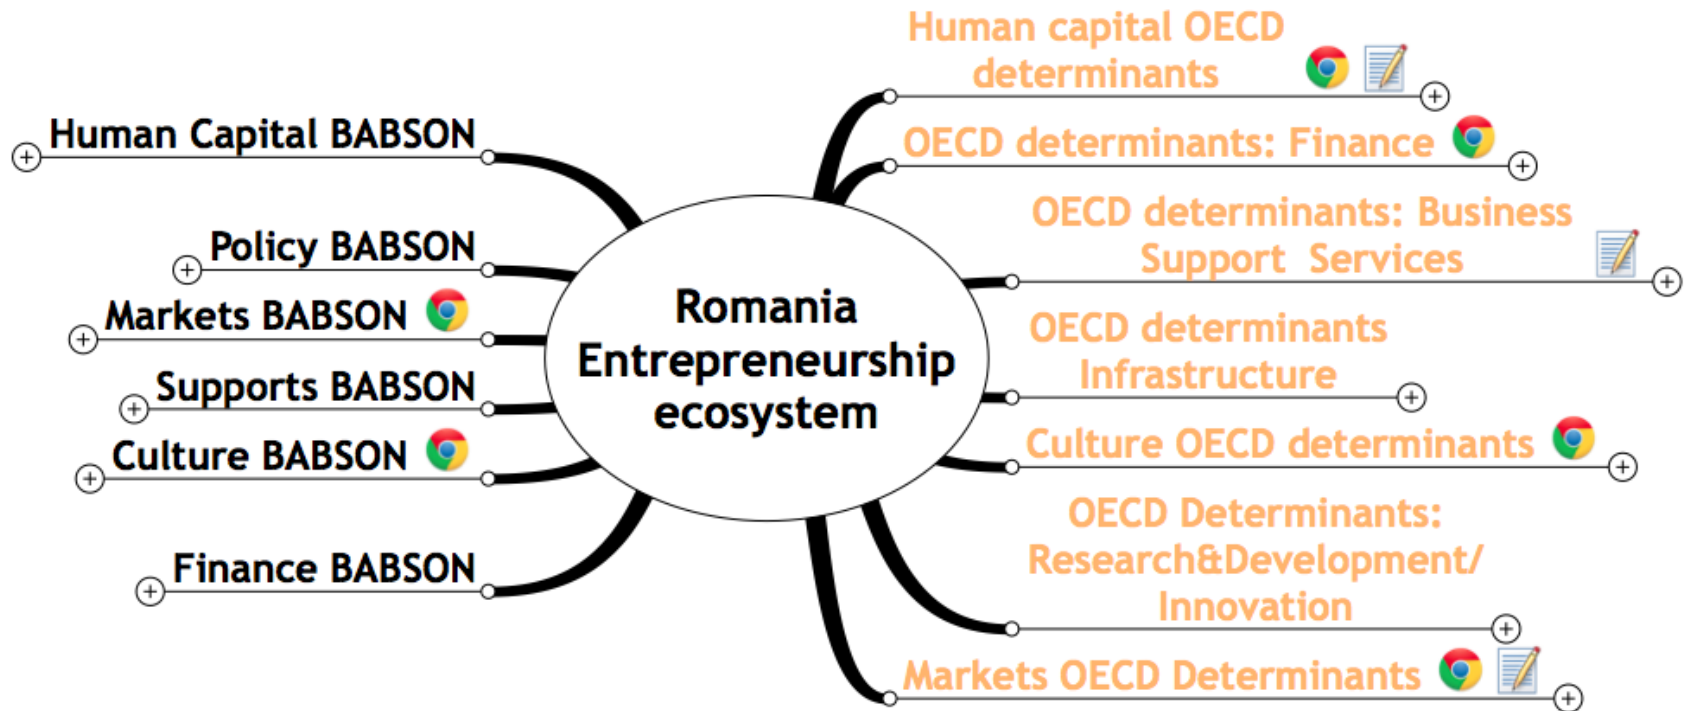 Human Capital BABSON
Policy BABSON
Markets BABSON
Supports BABSON
Culture BABSON
Finance BABSON
Romania
Entrepreneurship
ecosystem
Human capital OECD
determinants
OECD determinants: Finance
OECD determinants: Business
Support  Services
OECD determinants
Infrastructure
Culture OECD determinants
OECD Determinants:
Research&Development/
Innovation
Markets OECD Determinants